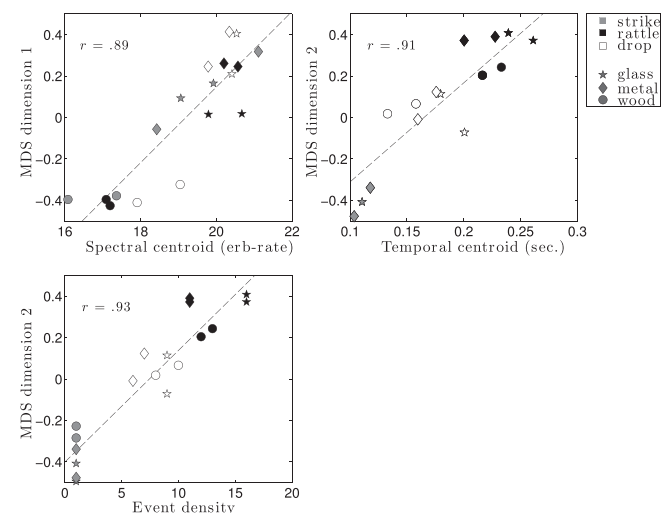 0.4
0.2
0
−0.2
−0.4
MDS dimension 1
r = .89
16
18
20
22
Spectral centroid (erb-rate)
0.4
0.2
0
−0.2
−0.4
MDS dimension 2
r = .91
0.1
0.15
0.2
0.25
0.3
Temporal centroid (sec.)
strike
rattle
drop
glass
metal
wood
0.4
0.2
0
−0.2
−0.4
MDS dimension 2
r = .93
0
5
10
15
20
Event density